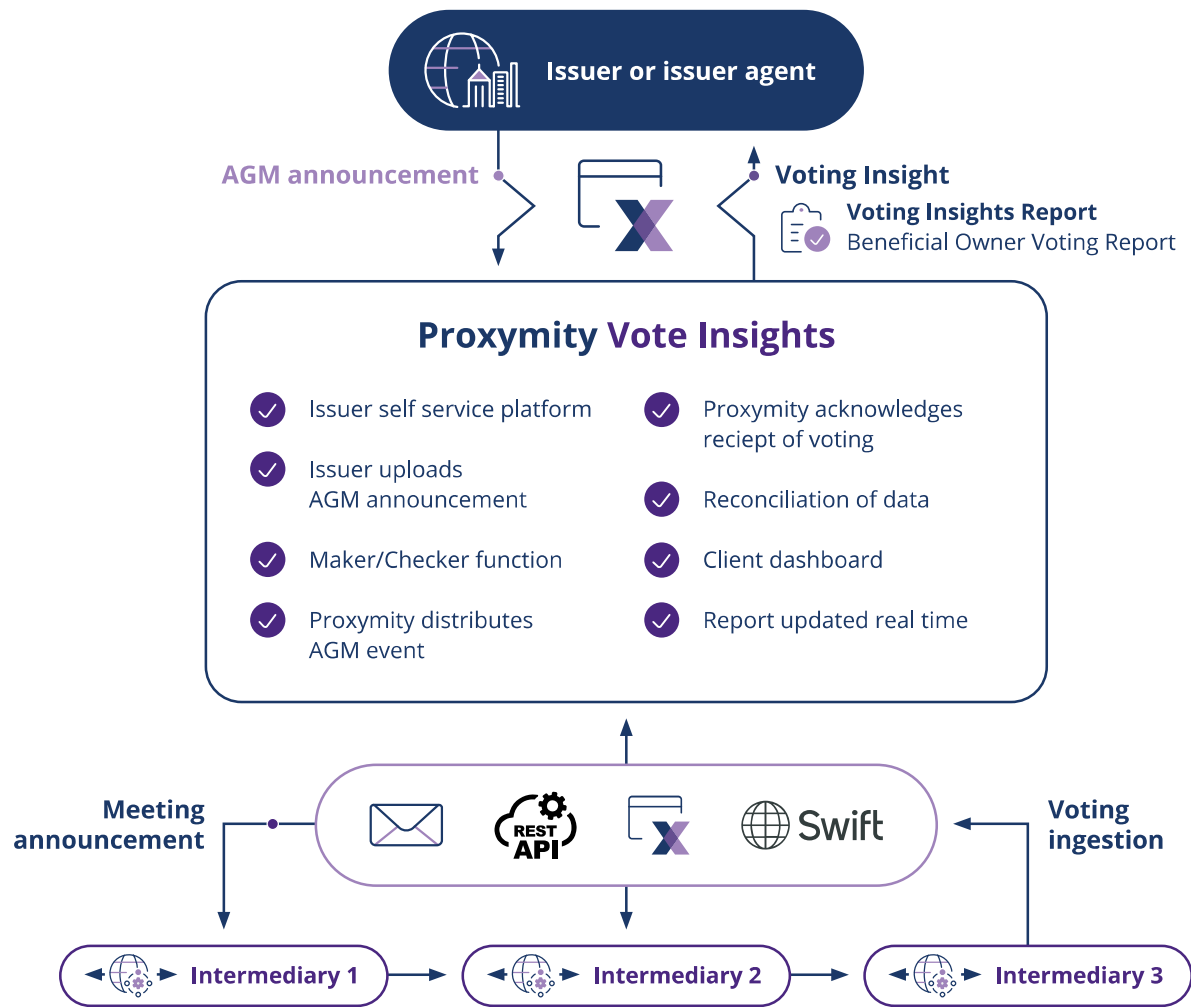 Issuer or issuer agent
AGM announcement
Voting Insight
Voting Insights Report
Beneficial Owner Voting Report
Proxymity Vote Insights
Issuer self service platform
Issuer uploads
AGM announcement
Maker/Checker function
Proxymity distributes
AGM event
Proxymity acknowledges
reciept of voting
Reconciliation of data
Client dashboard
Report updated real time
Meeting
announcement
REST
API
Swift
Voting
ingestion
Intermediary 1
Intermediary 2
Intermediary 3